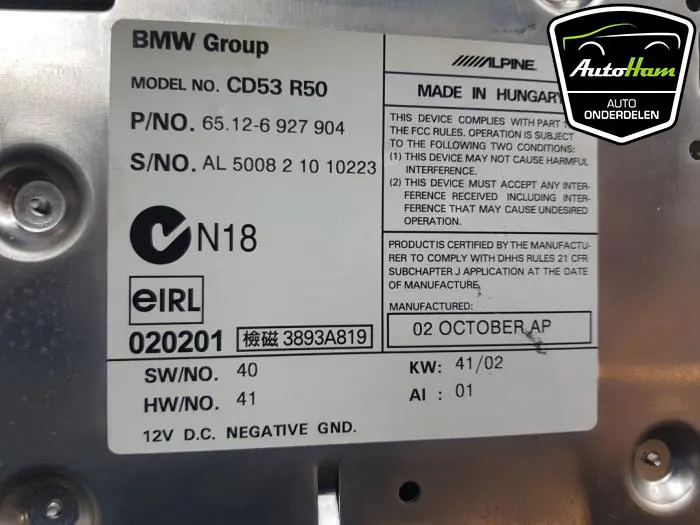 BMW Group
MODEL NO. CD53 R50
P/NO. 65.12-6 927 904
S/NO. AL 5008 2 10 10223
N18
eIRL
020201 檢磁 3893A819
SW/NO. 40
HW/NO. 41
12V D.C. NEGATIVE GND.
ALPINE
MADE IN HUNGARY
THIS DEVICE COMPLIES WITH PART
THE FCC RULES. OPERATION IS SUBJECT
TO THE FOLLOWING TWO CONDITIONS:
(1) THIS DEVICE MAY NOT CAUSE HARMFUL
INTERFERENCE.
(2) THIS DEVICE MUST ACCEPT ANY INTER-
FERENCE RECEIVED INCLUDING INTER-
FERENCE THAT MAY CAUSE UNDESIRED
OPERATION.
PRODUCT IS CERTIFIED BY THE MANUFACTU-
RER TO COMPLY WITH DHHS RULES 21 CFR
SUBCHAPTER J APPLICATION AT THE DATE
OF MANUFACTURE.
MANUFACTURED:
02 OCTOBER AP
KW: 41/02
AI : 01
AutoHam
AUTO
ONDERDELEN